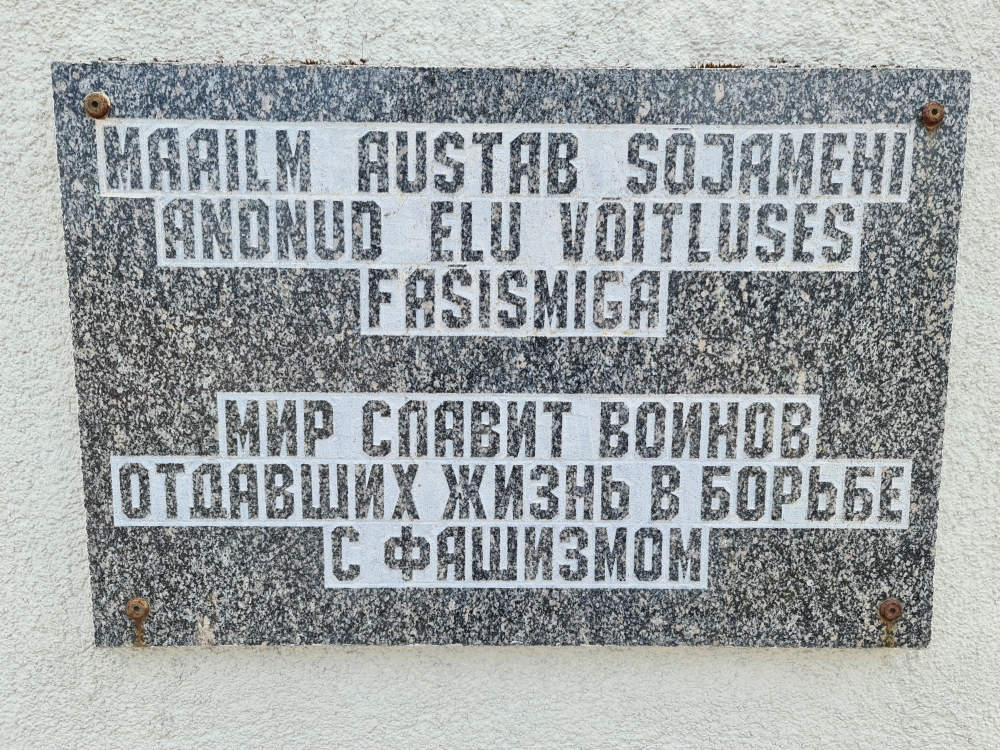 MAAILM AUSTAB SÕJAMEHI
ANDNUD ELU VÕITLUSES
FAŠISMIGA
МИР СЛАВИТ ВОИНОВ
ОТДАВШИХ ЖИЗНЬ В БОРЬБЕ
С ФАШИЗМОМ